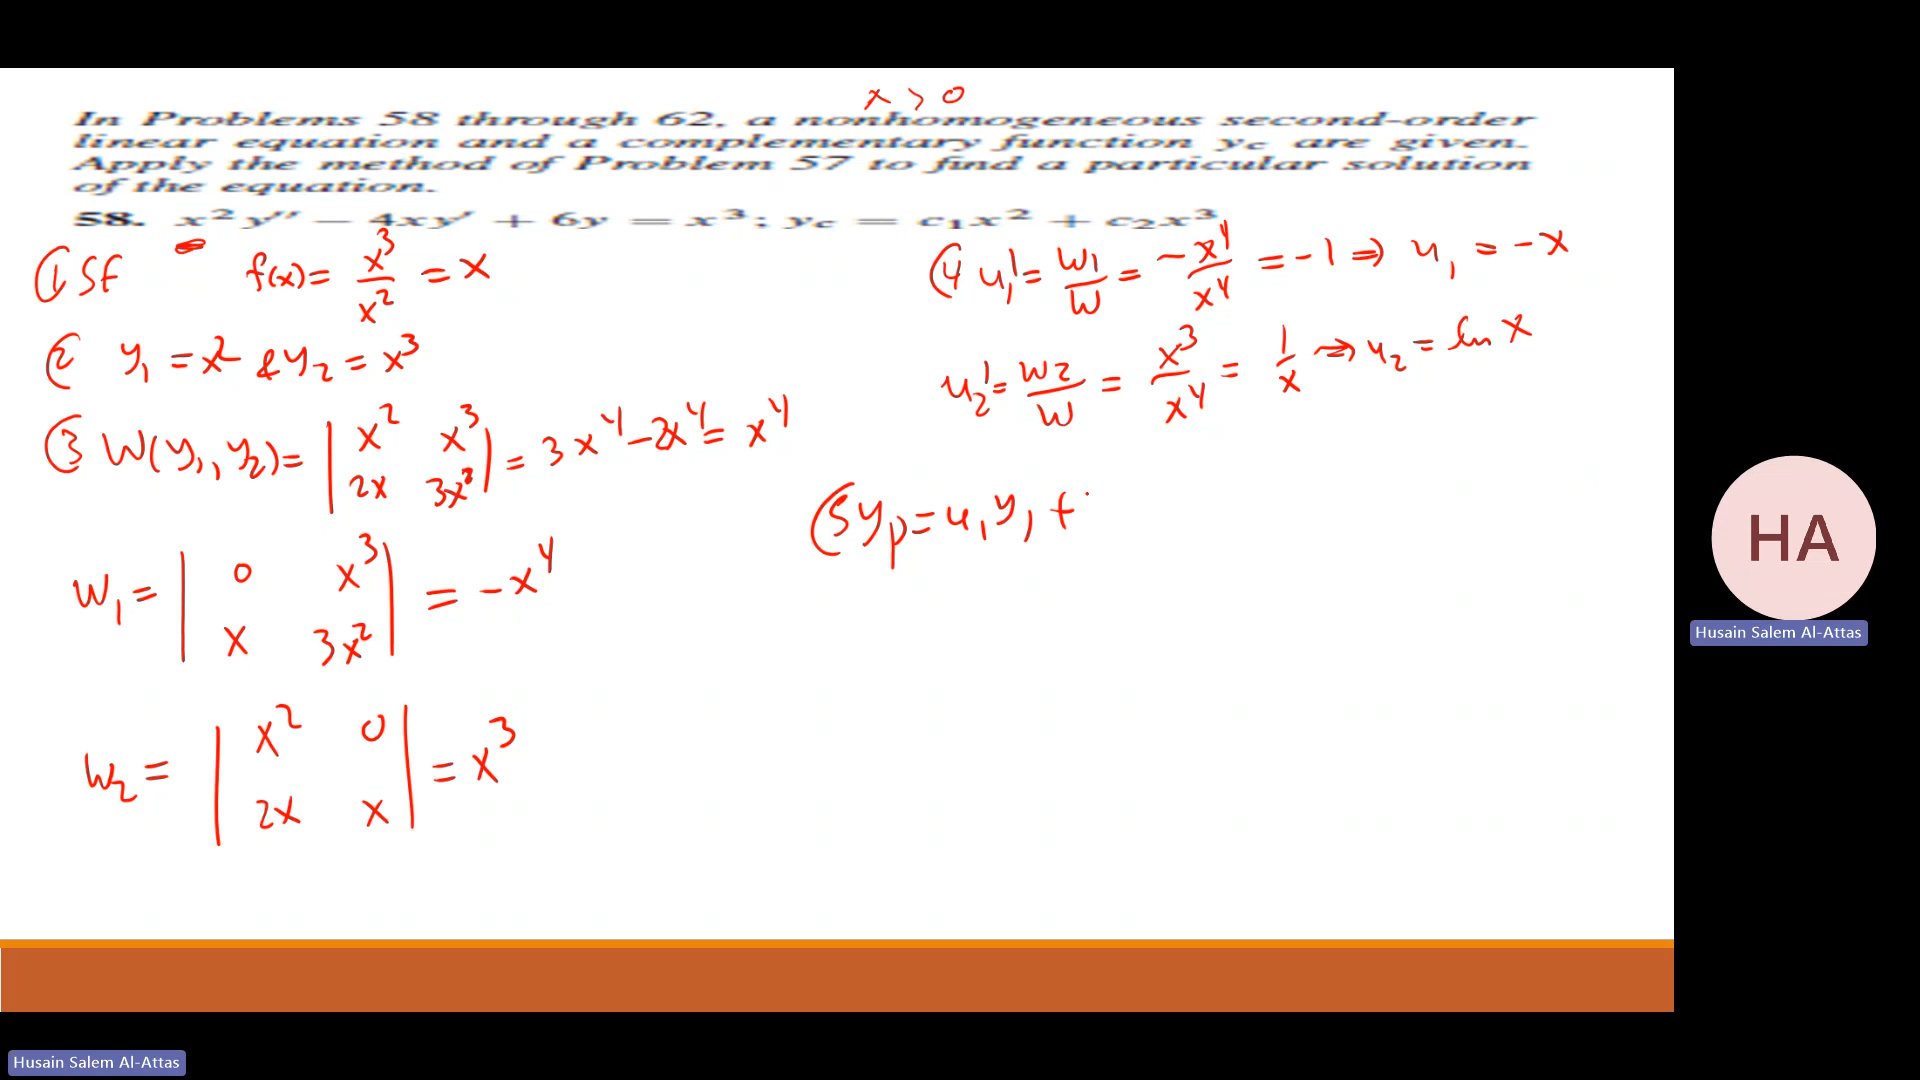 x > 0
In Problems 58 through 62, a nonhomogeneous second-order
linear equation and a complementary function y_c are given.
Apply the method of Problem 57 to find a particular solution
of the equation.
58. x²y″ − 4xy′ + 6y = x³; y_c = c₁x² + c₂x³
① SF f(x) = x³/x² = x
② y₁ = x² & y₂ = x³
③ W(y₁, y₂) = | x² x³ |
| 2x 3x² | = 3x⁴ − 2x⁴ = x⁴
W₁ = | 0 x³ |
| x 3x² | = −x⁴
W₂ = | x² 0 |
| 2x x | = x³
④ u₁′ = W₁/W = −x⁴/x⁴ = −1 ⇒ u₁ = −x
u₂′ = W₂/W = x³/x⁴ = 1/x ⇒ u₂ = ln x
⑤ y_p = u₁y₁ +
HA
Husain Salem Al-Attas
Husain Salem Al-Attas